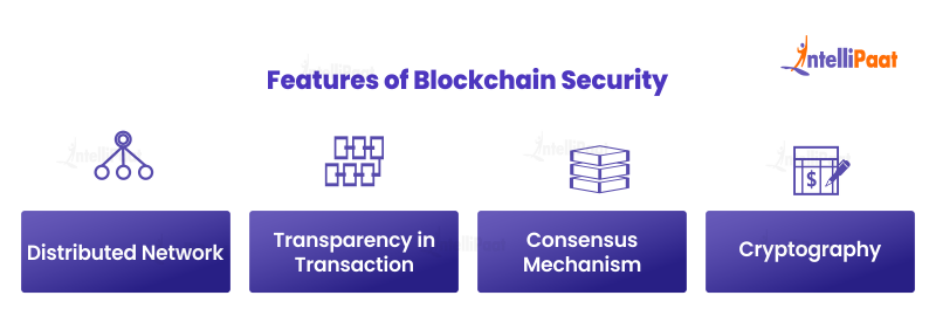 IntelliPaat
Features of Blockchain Security
$
Distributed Network
Transparency in
Transaction
Consensus
Mechanism
Cryptography